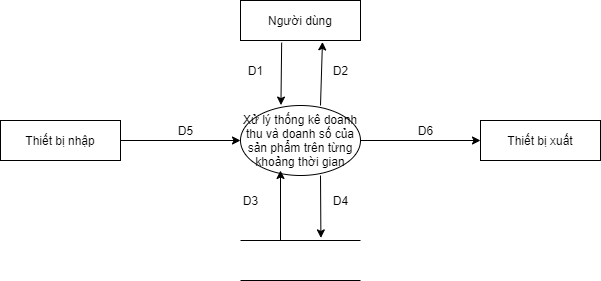 Người dùng
D1
D2
Xử lý thống kê doanh
thu và doanh số của
sản phẩm trên từng
khoảng thời gian
Thiết bị nhập
D5
D6
Thiết bị xuất
D3
D4